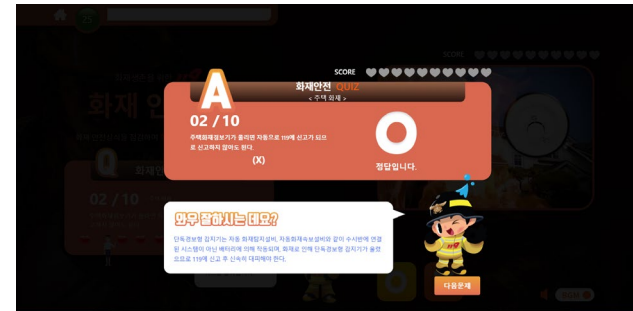 SCORE
화재안전 QUIZ
< 주택 화재 >
A
02 / 10
주택화재경보기가 울리면 자동으로 119에 신고가 되므
로 신고하지 않아도 된다.
(X)
정답입니다.
와우 잘하시는 데요?
단독경보형 감지기는 자동 화재탐지설비, 자동화재속보설비와 같이 수신반에 연결
된 시스템이 아닌 배터리에 의해 작동되며, 화재로 인해 단독경보형 감지기가 울렸
으므로 119에 신고 후 신속히 대피해야 한다.
119
다음문제
SCORE
화재 안
Q
화재안
02 / 10